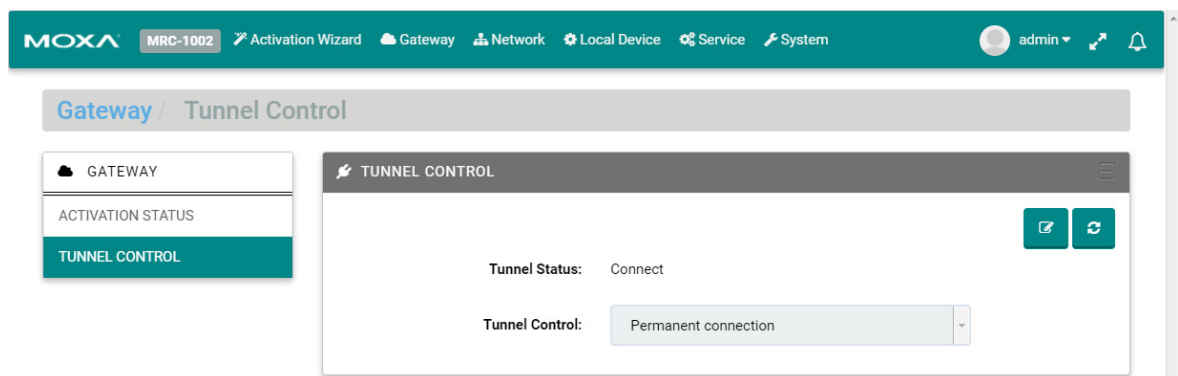 MOXA MRC-1002 Activation Wizard Gateway Network Local Device Service System admin
Gateway / Tunnel Control
GATEWAY
ACTIVATION STATUS
TUNNEL CONTROL
TUNNEL CONTROL
Tunnel Status: Connect
Tunnel Control: Permanent connection